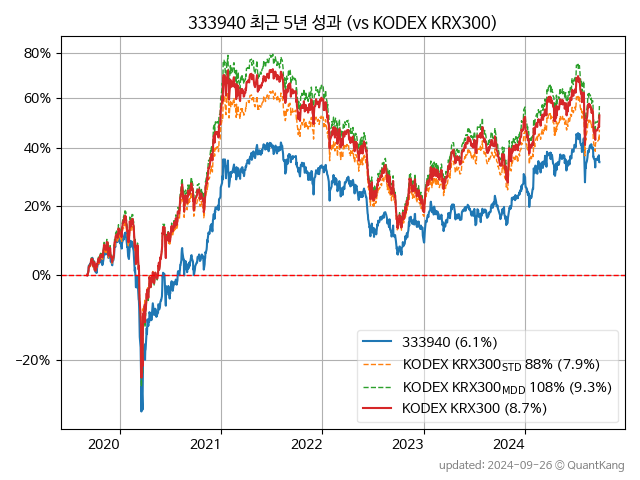 333940 최근 5년 성과 (vs KODEX KRX300)
80%
60%
40%
20%
0%
−20%
333940 (6.1%)
KODEX KRX300STD 88% (7.9%)
KODEX KRX300MDD 108% (9.3%)
KODEX KRX300 (8.7%)
2020 2021 2022 2023 2024
updated: 2024-09-26 © QuantKang